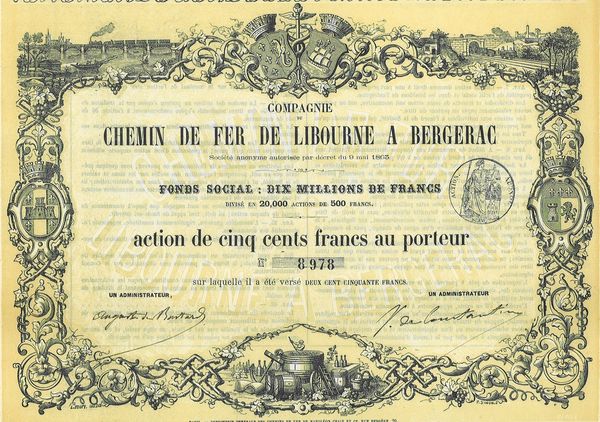 COMPAGNIE
DU
CHEMIN DE FER DE LIBOURNE A BERGERAC
Société anonyme autorisée par décret du 9 mai 1863
FONDS SOCIAL : DIX MILLIONS DE FRANCS
DIVISÉ EN 20,000 ACTIONS DE 500 FRANCS.
ACTION
action de cinq cents francs au porteur
N° 8978
sur laquelle il a été versé DEUX CENT CINQUANTE FRANCS.
UN ADMINISTRATEUR, UN ADMINISTRATEUR,